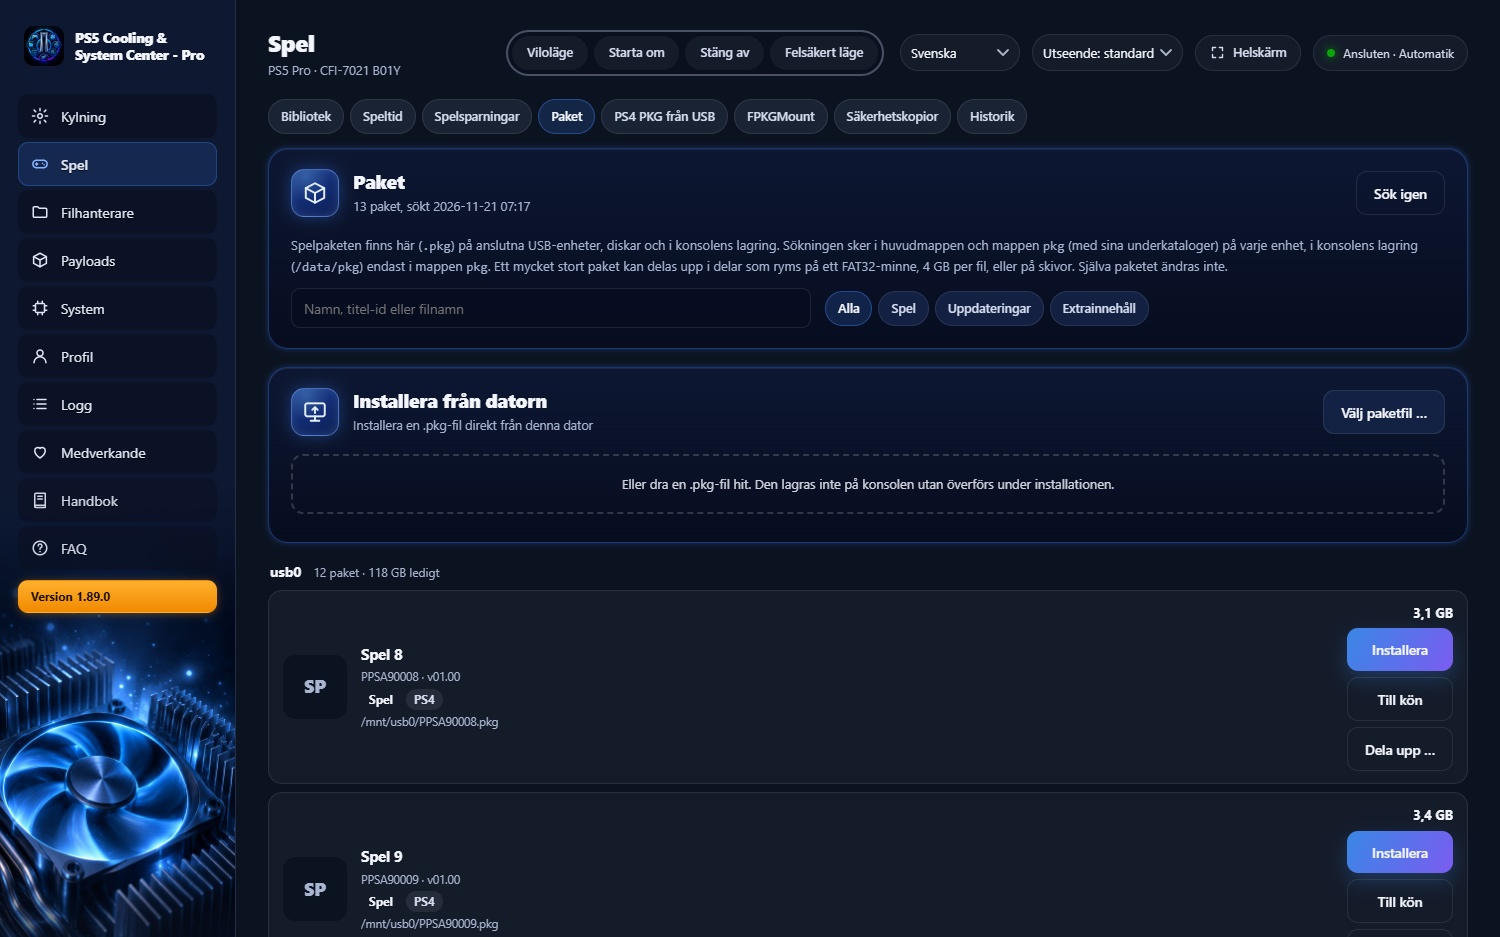 PS5 Cooling &
System Center - Pro
Kylning
Spel
Filhanterare
Payloads
System
Profil
Logg
Medverkande
Handbok
FAQ
Version 1.89.0
Spel
PS5 Pro · CFI-7021 B01Y
Viloläge
Starta om
Stäng av
Felsäkert läge
Svenska
Utseende: standard
Helskärm
Ansluten · Automatik
Bibliotek
Speltid
Spelsparningar
Paket
PS4 PKG från USB
FPKGMount
Säkerhetskopior
Historik
Paket
13 paket, sökt 2026-11-21 07:17
Sök igen
Spelpaketen finns här (.pkg) på anslutna USB-enheter, diskar och i konsolens lagring. Sökningen sker i huvudmappen och mappen pkg (med sina underkataloger) på varje enhet, i konsolens lagring
(/data/pkg) endast i mappen pkg. Ett mycket stort paket kan delas upp i delar som ryms på ett FAT32-minne, 4 GB per fil, eller på skivor. Själva paketet ändras inte.
Namn, titel-id eller filnamn
Alla
Spel
Uppdateringar
Extrainnehåll
Installera från datorn
Installera en .pkg-fil direkt från denna dator
Välj paketfil ...
Eller dra en .pkg-fil hit. Den lagras inte på konsolen utan överförs under installationen.
usb0 12 paket · 118 GB ledigt
3,1 GB
SP
Spel 8
PPSA90008 · v01.00
Spel PS4
/mnt/usb0/PPSA90008.pkg
Installera
Till kön
Dela upp ...
3,4 GB
SP
Spel 9
PPSA90009 · v01.00
Spel PS4
/mnt/usb0/PPSA90009.pkg
Installera
Till kön